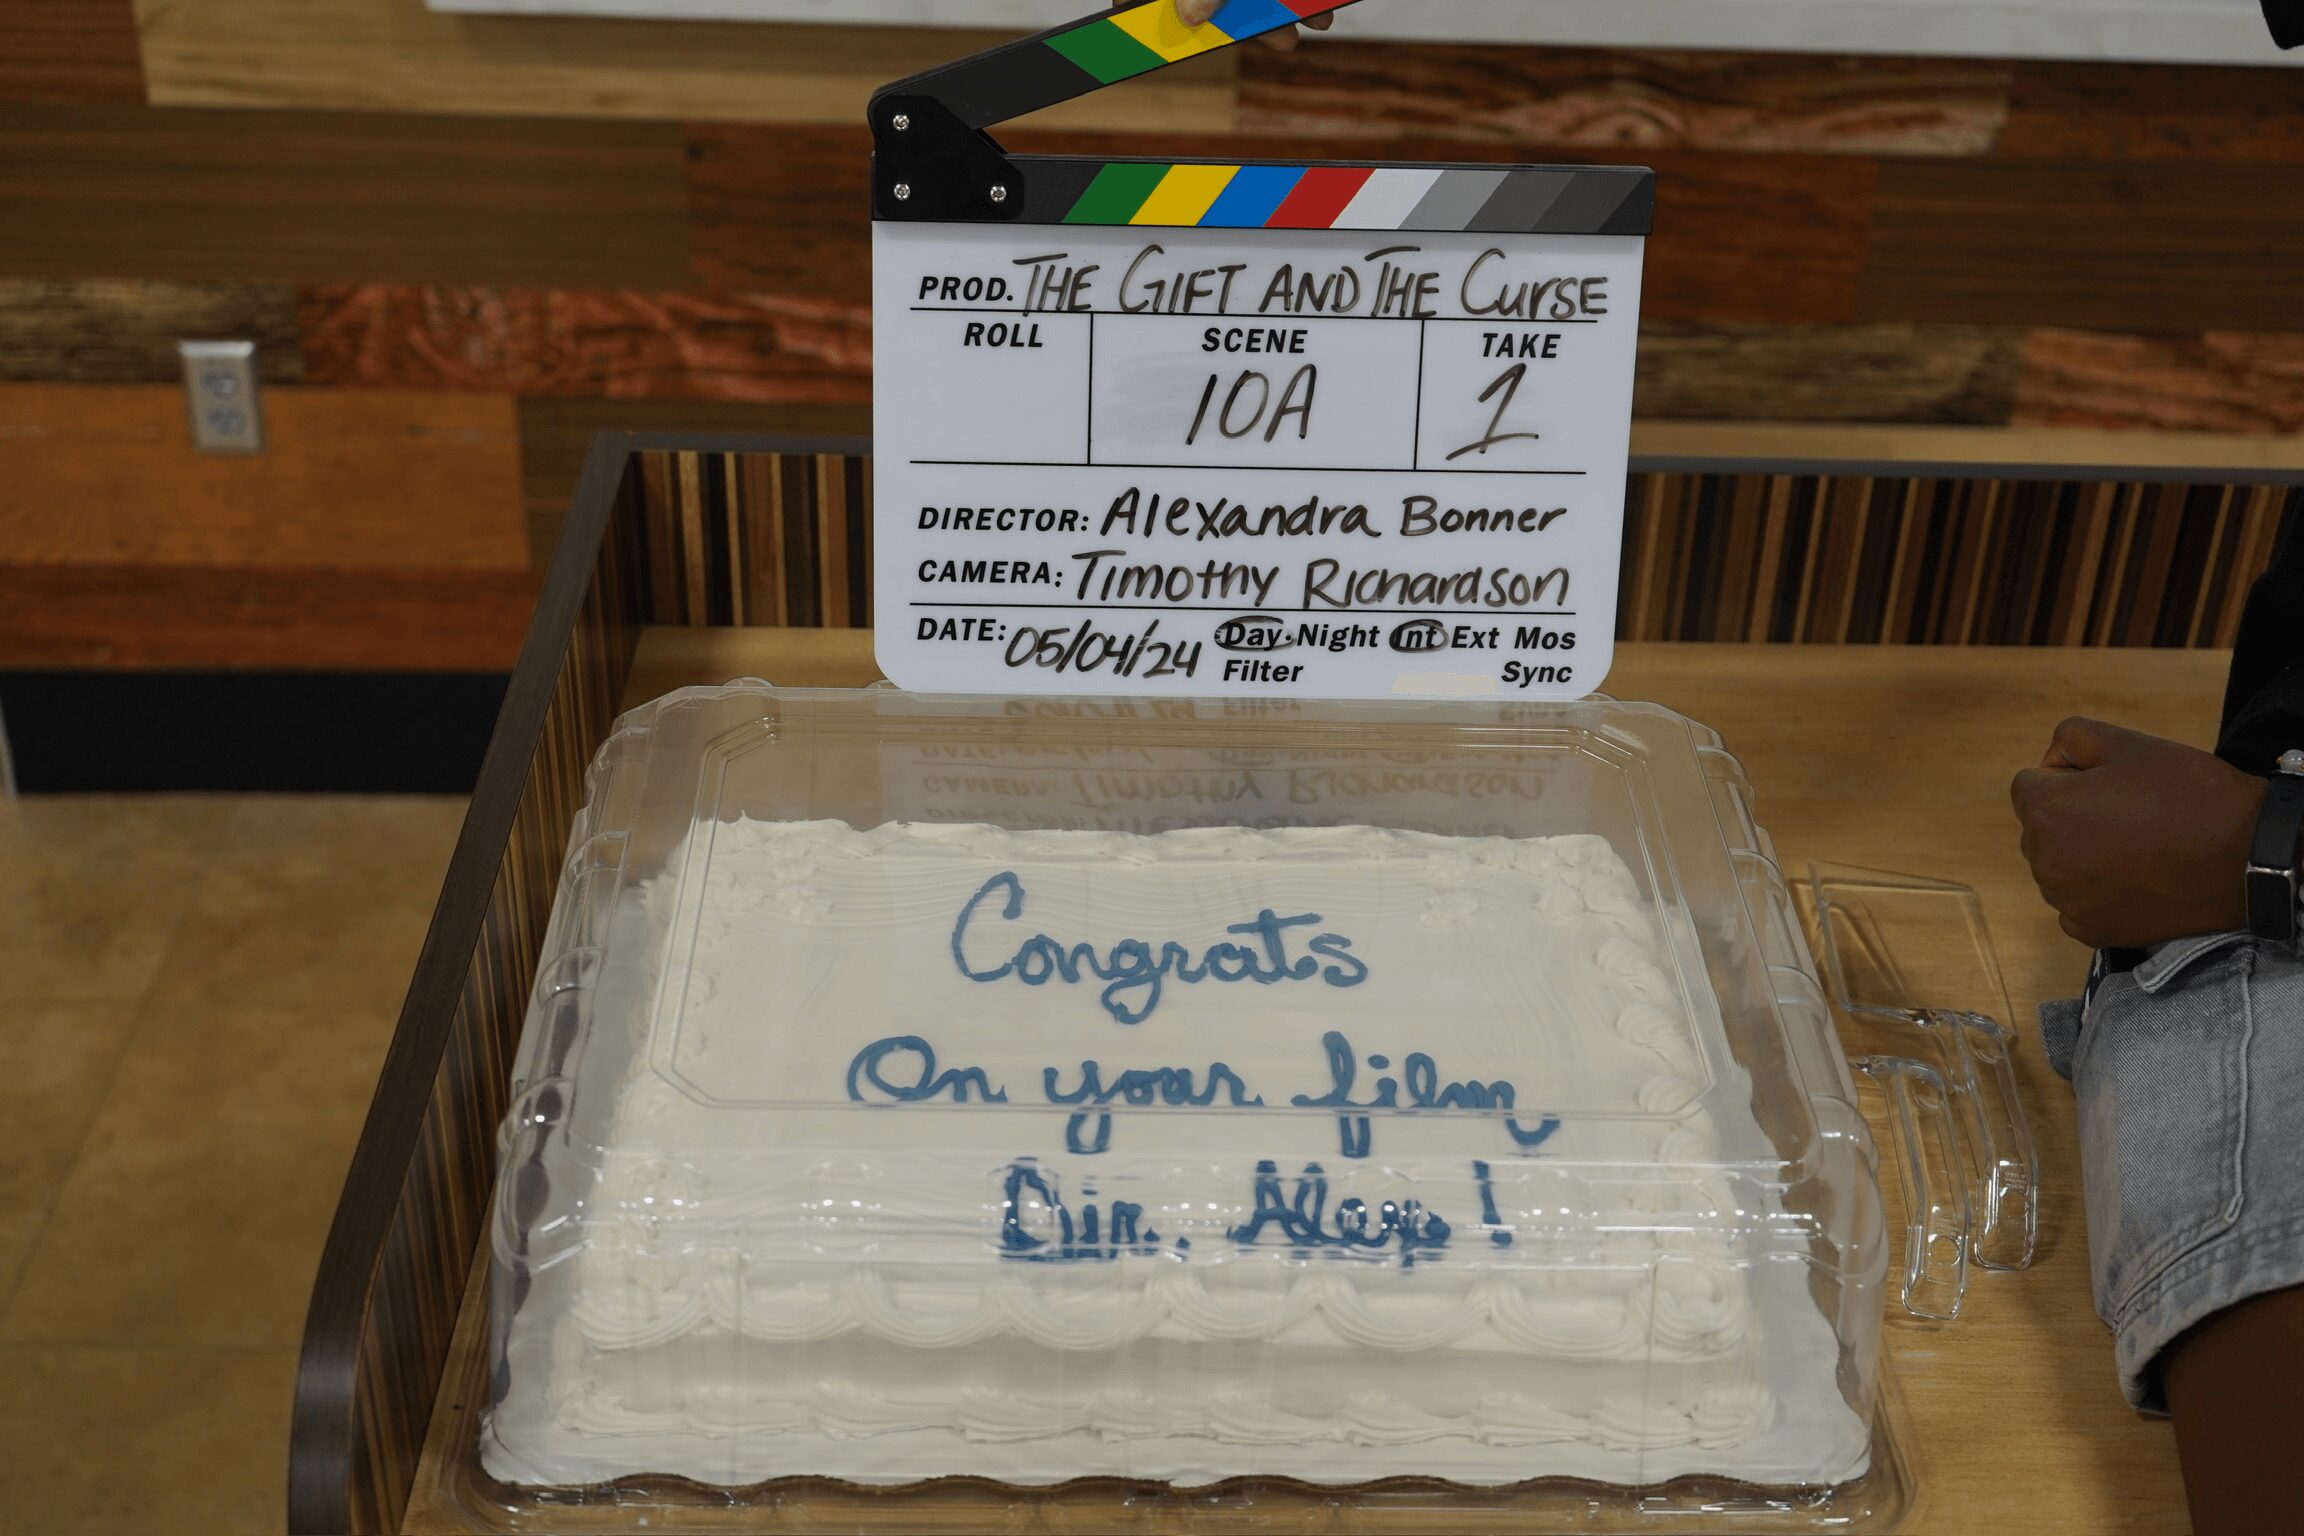 PROD. THE GIFT AND THE CURSE
ROLL SCENE TAKE
10A 1
DIRECTOR: Alexandra Bonner
CAMERA: Timothy Richardson
DATE: 05/04/24 Day Night Int Ext Mos
Filter Sync
Congrats
On your film
Dir. Alex!